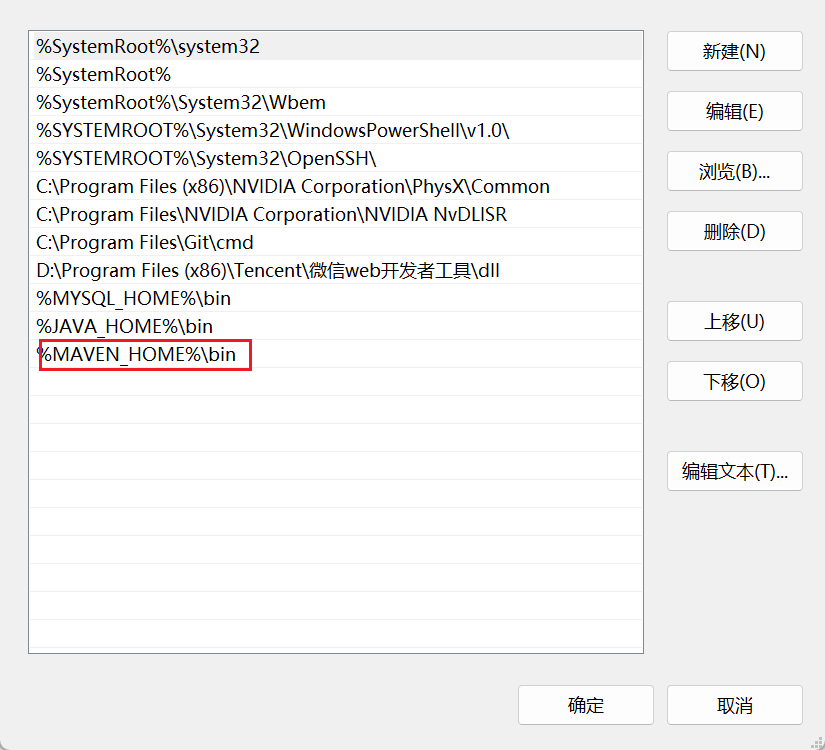 %SystemRoot%\system32
%SystemRoot%
%SystemRoot%\System32\Wbem
%SYSTEMROOT%\System32\WindowsPowerShell\v1.0\
%SYSTEMROOT%\System32\OpenSSH\
C:\Program Files (x86)\NVIDIA Corporation\PhysX\Common
C:\Program Files\NVIDIA Corporation\NVIDIA NvDLISR
C:\Program Files\Git\cmd
D:\Program Files (x86)\Tencent\微信web开发者工具\dll
%MYSQL_HOME%\bin
%JAVA_HOME%\bin
%MAVEN_HOME%\bin
新建(N)
编辑(E)
浏览(B)...
删除(D)
上移(U)
下移(O)
编辑文本(T)...
确定
取消